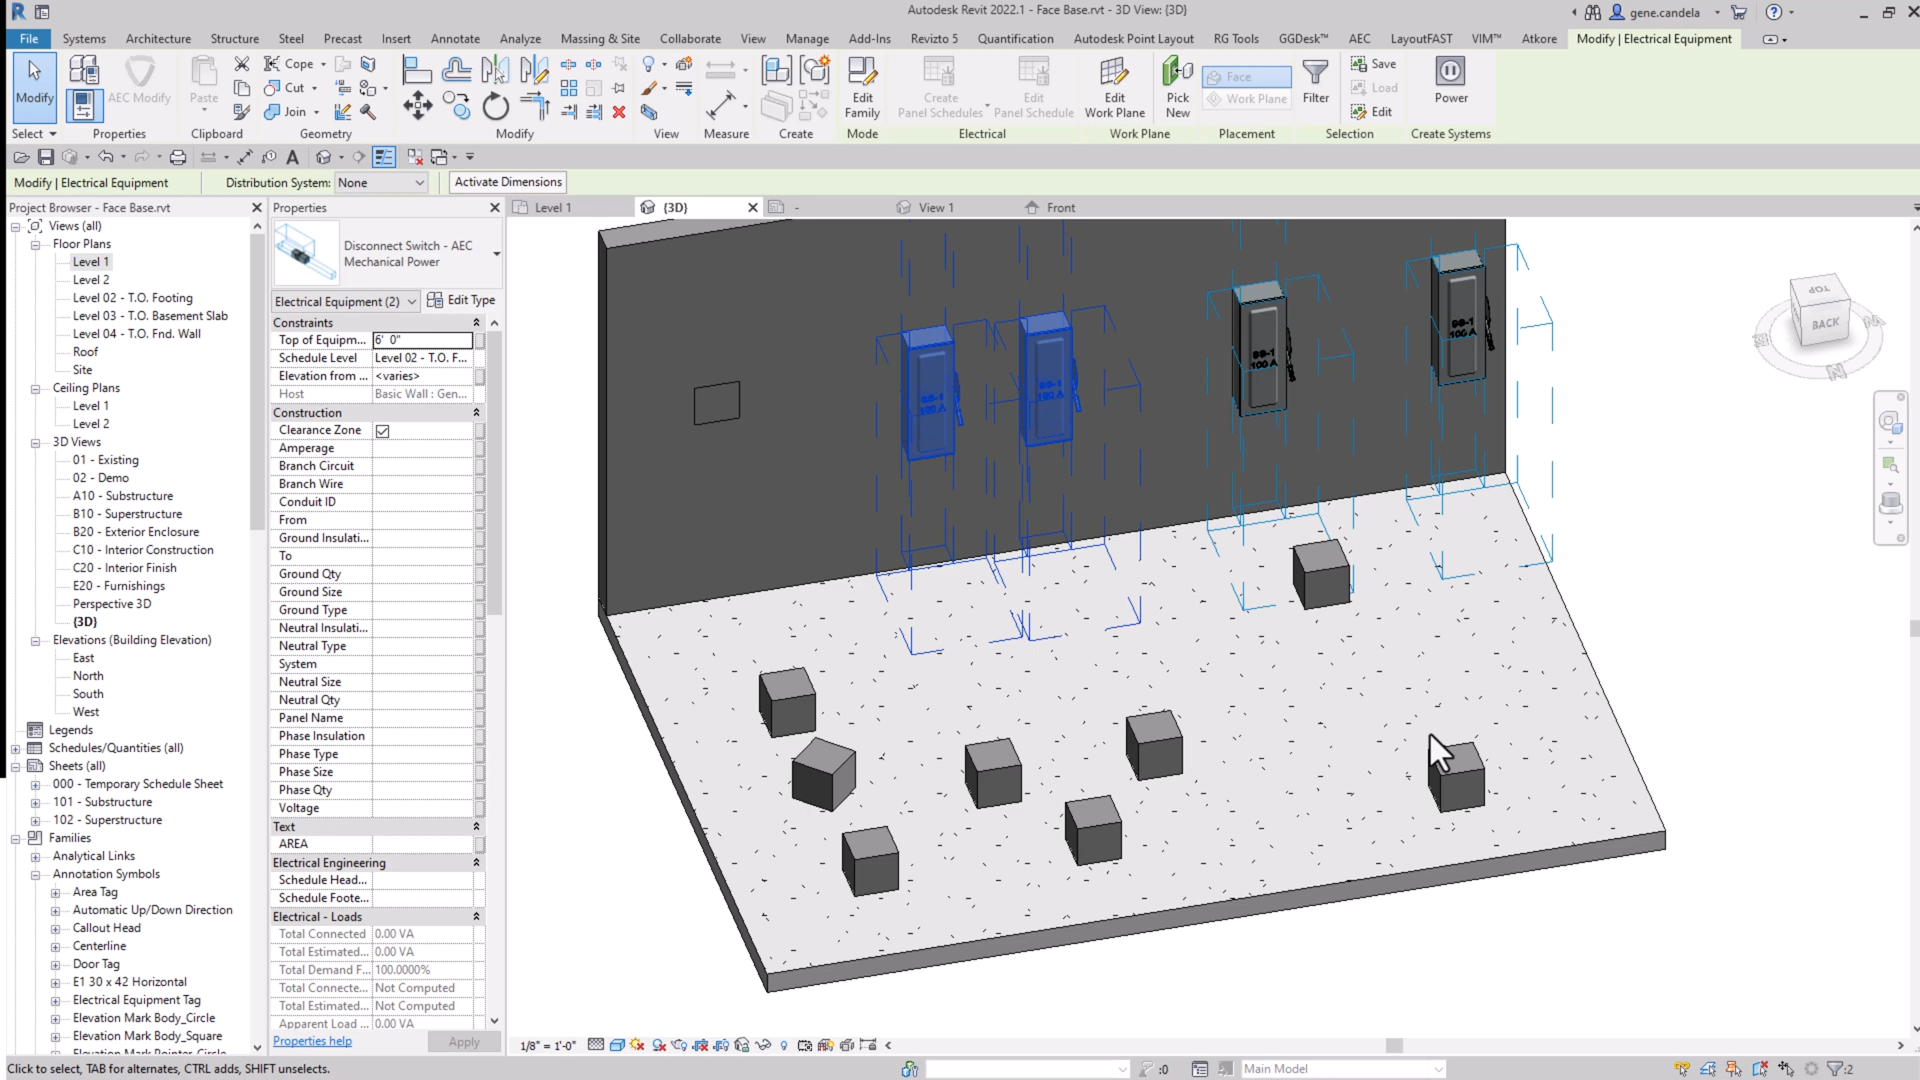 Autodesk Revit 2022.1 - Face Base.rvt - 3D View: {3D}
gene.candela
File Systems Architecture Structure Steel Precast Insert Annotate Analyze Massing & Site Collaborate View Manage Add-Ins Revizto 5 Quantification Autodesk Point Layout RG Tools GGDesk™ AEC LayoutFAST VIM™ Atkore Modify | Electrical Equipment
Modify
AEC Modify
Paste
Cope
Cut
Join
Edit Family
Create Panel Schedules
Edit Panel Schedule
Edit Work Plane
Pick New
Face
Work Plane
Filter
Save
Load
Edit
Power
Select Properties Clipboard Geometry Modify View Measure Create Mode Electrical Work Plane Placement Selection Create Systems
Modify | Electrical Equipment Distribution System: None Activate Dimensions
Project Browser - Face Base.rvt
Views (all)
Floor Plans
Level 1
Level 2
Level 02 - T.O. Footing
Level 03 - T.O. Basement Slab
Level 04 - T.O. Fnd. Wall
Roof
Site
Ceiling Plans
Level 1
Level 2
3D Views
01 - Existing
02 - Demo
A10 - Substructure
B10 - Superstructure
B20 - Exterior Enclosure
C10 - Interior Construction
C20 - Interior Finish
E20 - Furnishings
Perspective 3D
{3D}
Elevations (Building Elevation)
East
North
South
West
Legends
Schedules/Quantities (all)
Sheets (all)
000 - Temporary Schedule Sheet
101 - Substructure
102 - Superstructure
Families
Analytical Links
Annotation Symbols
Area Tag
Automatic Up/Down Direction
Callout Head
Centerline
Door Tag
E1 30 x 42 Horizontal
Electrical Equipment Tag
Elevation Mark Body_Circle
Elevation Mark Body_Square
Elevation Mark Pointer_Circle
Properties
Disconnect Switch - AEC
Mechanical Power
Electrical Equipment (2) Edit Type
Constraints
Top of Equipm... 6' 0"
Schedule Level Level 02 - T.O. F...
Elevation from ... <varies>
Host Basic Wall : Gen...
Construction
Clearance Zone
Amperage
Branch Circuit
Branch Wire
Conduit ID
From
Ground Insulati...
To
Ground Qty
Ground Size
Ground Type
Neutral Insulati...
Neutral Type
System
Neutral Size
Neutral Qty
Panel Name
Phase Insulation
Phase Type
Phase Size
Phase Qty
Voltage
Text
AREA
Electrical Engineering
Schedule Head...
Schedule Foote...
Electrical - Loads
Total Connected 0.00 VA
Total Estimated... 0.00 VA
Total Demand F... 100.0000%
Total Connecte... Not Computed
Total Estimated... Not Computed
Apparent Load ... 0.00 VA
Properties help Apply
Level 1 {3D} - View 1 Front
100 A
100 A
100 A
100 A
TOP
BACK
N
1/8" = 1'-0"
Click to select, TAB for alternates, CTRL adds, SHIFT unselects.
:0
Main Model
:2